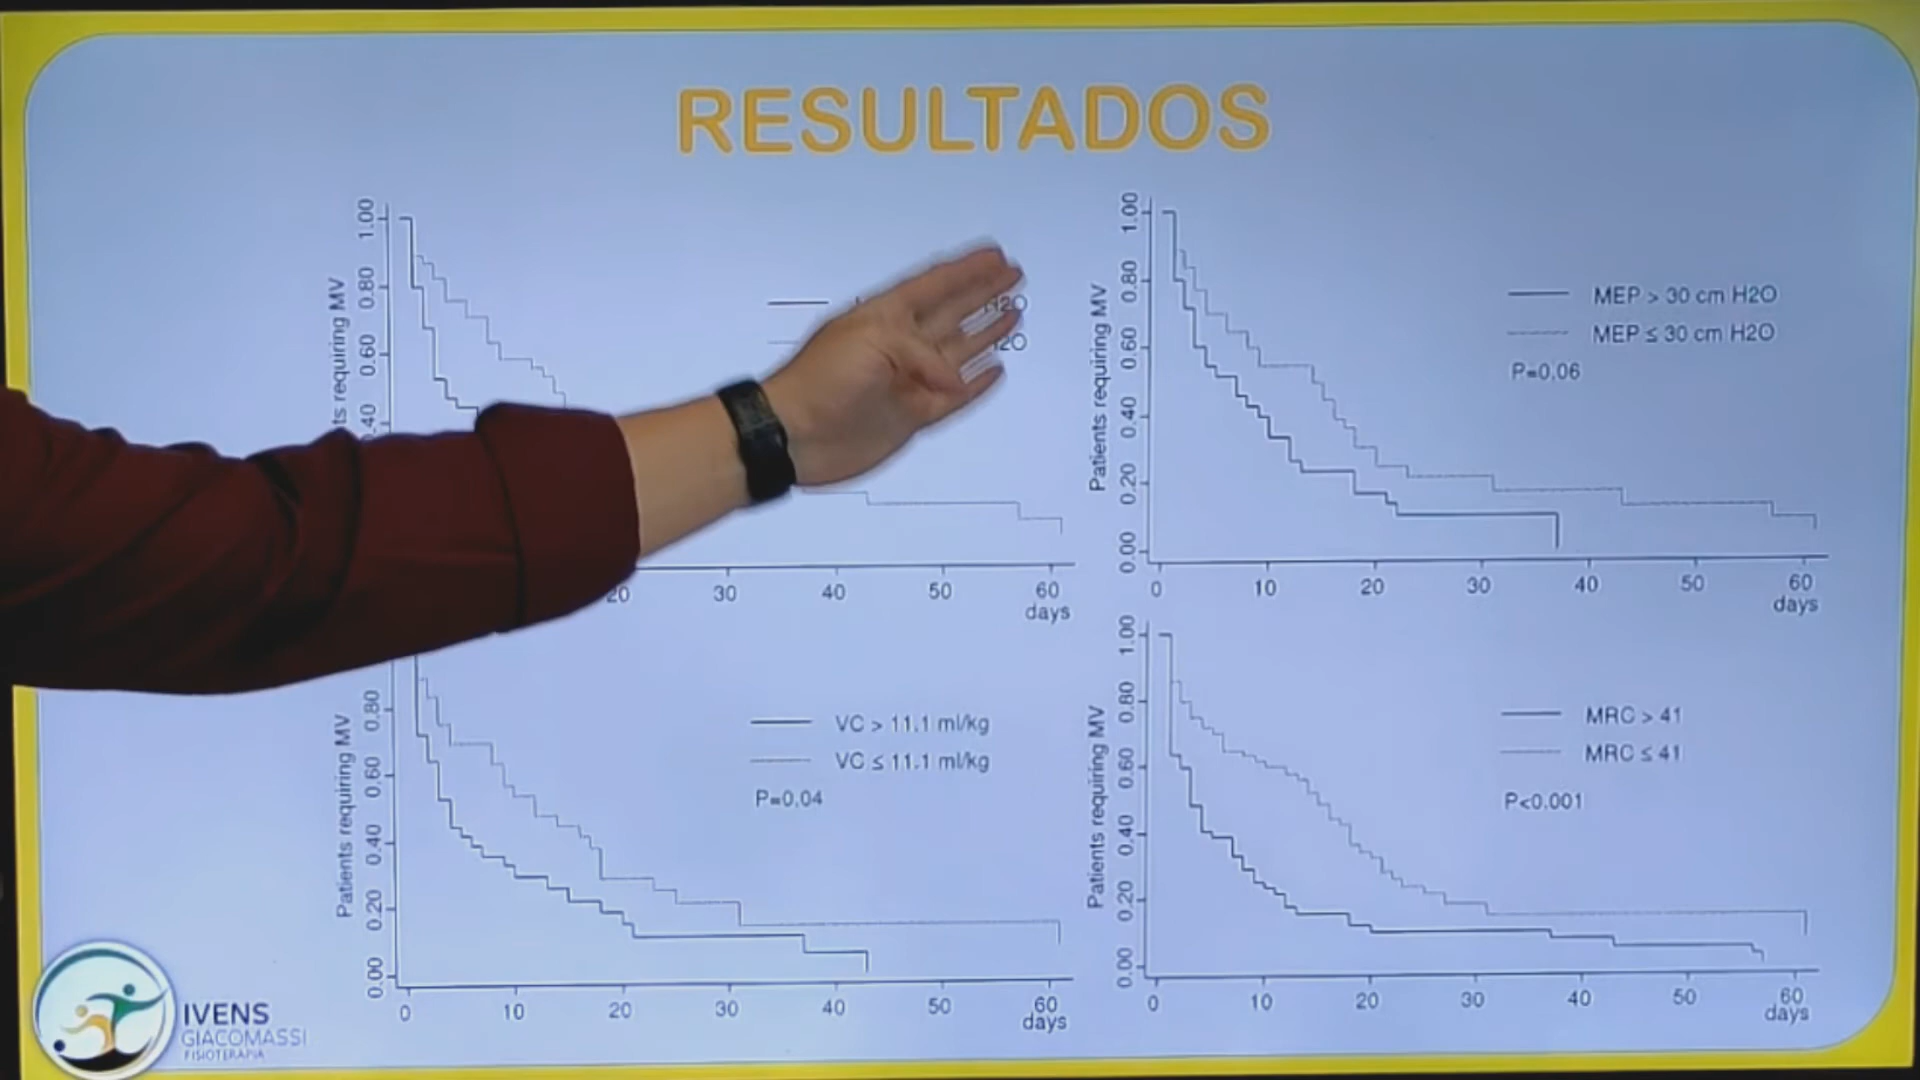 RESULTADOS
1.00
0.80
0.60
ts requiring MV
H2O
20
30
40
50
60
days
1.00
0.80
0.60
0.40
0.20
0.00
Patients requiring MV
MEP > 30 cm H2O
MEP ≤ 30 cm H2O
P=0.06
0
10
20
30
40
50
60
days
0.80
0.60
0.40
0.20
0.00
Patients requiring MV
VC > 11.1 ml/kg
VC ≤ 11.1 ml/kg
P=0.04
0
10
20
30
40
50
60
days
1.00
0.80
0.60
0.40
0.20
0.00
Patients requiring MV
MRC > 41
MRC ≤ 41
P<0.001
0
10
20
30
40
50
60
days
IVENS
GIACOMASSI
FISIOTERAPIA